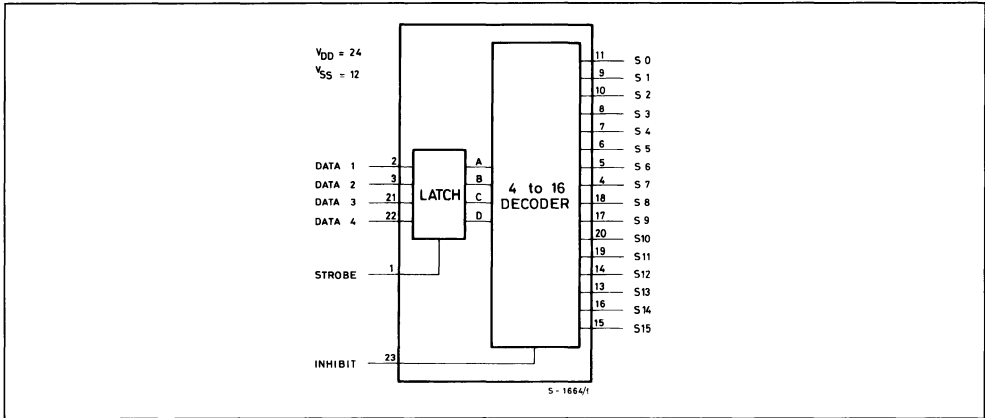 VDD = 24
VSS = 12
DATA 1 2
DATA 2 3
DATA 3 21
DATA 4 22
STROBE 1
INHIBIT 23
LATCH
A
B
C
D
4 to 16
DECODER
11 S 0
9 S 1
10 S 2
8 S 3
7 S 4
6 S 5
5 S 6
4 S 7
18 S 8
17 S 9
20 S10
19 S11
14 S12
13 S13
16 S14
15 S15
S - 1664/1